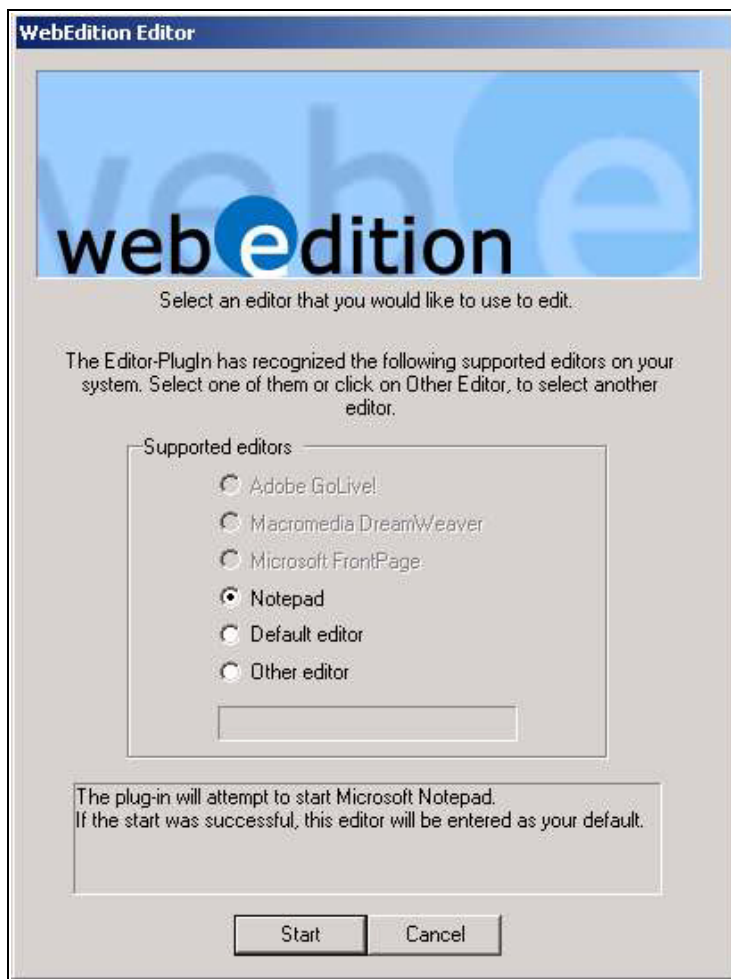 WebEdition Editor
web e
webedition
Select an editor that you would like to use to edit.
The Editor-PlugIn has recognized the following supported editors on your
system. Select one of them or click on Other Editor, to select another
editor.
Supported editors
Adobe GoLive!
Macromedia DreamWeaver
Microsoft FrontPage
Notepad
Default editor
Other editor
The plug-in will attempt to start Microsoft Notepad.
If the start was successful, this editor will be entered as your default.
Start
Cancel